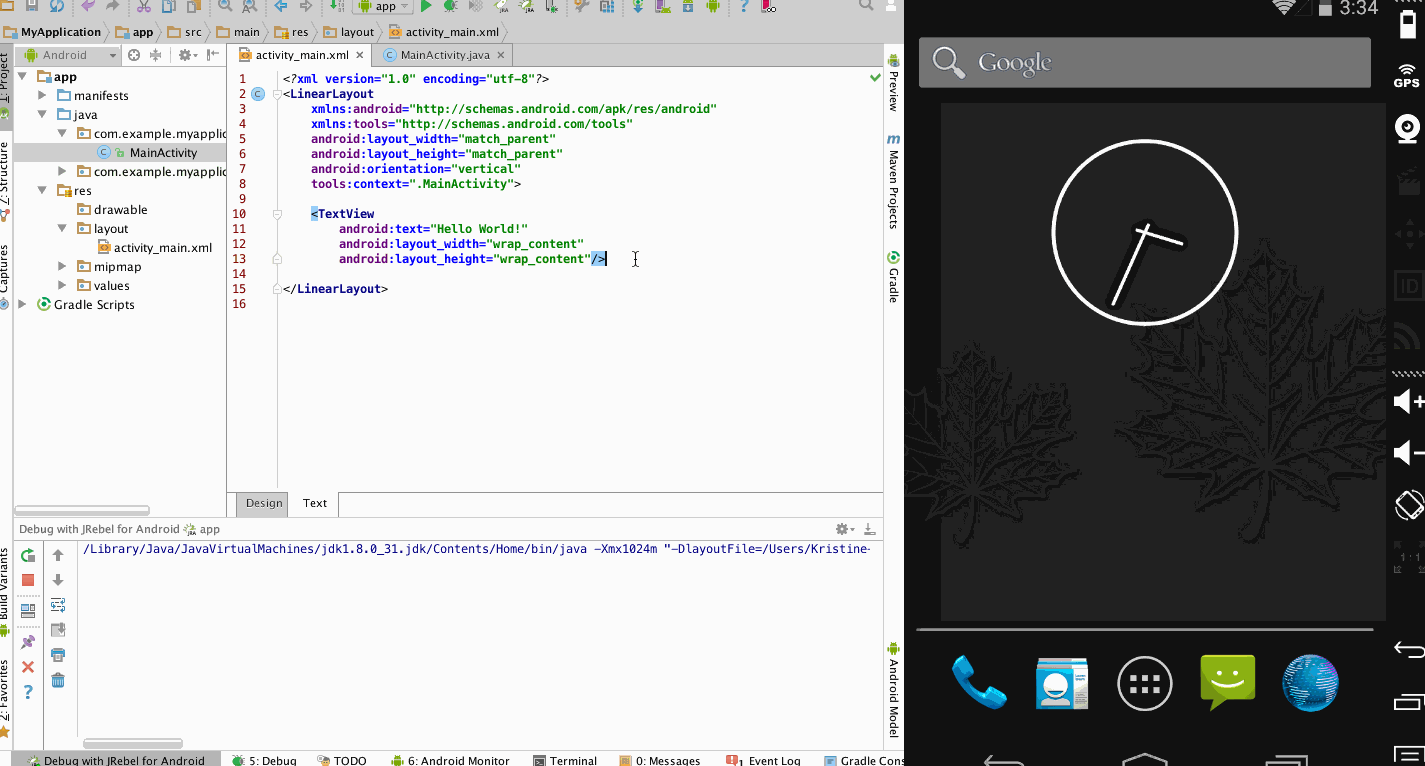 app
MyApplication app src main res layout activity_main.xml
Android
activity_main.xml
MainActivity.java
1: Project
7: Structure
Captures
Build Variants
2: Favorites
app
manifests
java
com.example.myapplic
MainActivity
com.example.myapplic
res
drawable
layout
activity_main.xml
mipmap
values
Gradle Scripts
1 <?xml version="1.0" encoding="utf-8"?>
2 <LinearLayout
3 xmlns:android="http://schemas.android.com/apk/res/android"
4 xmlns:tools="http://schemas.android.com/tools"
5 android:layout_width="match_parent"
6 android:layout_height="match_parent"
7 android:orientation="vertical"
8 tools:context=".MainActivity">
9
10 <TextView
11 android:text="Hello World!"
12 android:layout_width="wrap_content"
13 android:layout_height="wrap_content"/>
14
15 </LinearLayout>
16
Design Text
Preview
Maven Projects
Gradle
Android Model
Debug with JRebel for Android app
/Library/Java/JavaVirtualMachines/jdk1.8.0_31.jdk/Contents/Home/bin/java -Xmx1024m "-DlayoutFile=/Users/Kristine-
Debug with JRebel for Android 5: Debug TODO 6: Android Monitor Terminal 0: Messages 1 Event Log Gradle Cons
3:34
Google
GPS
ID
1:1